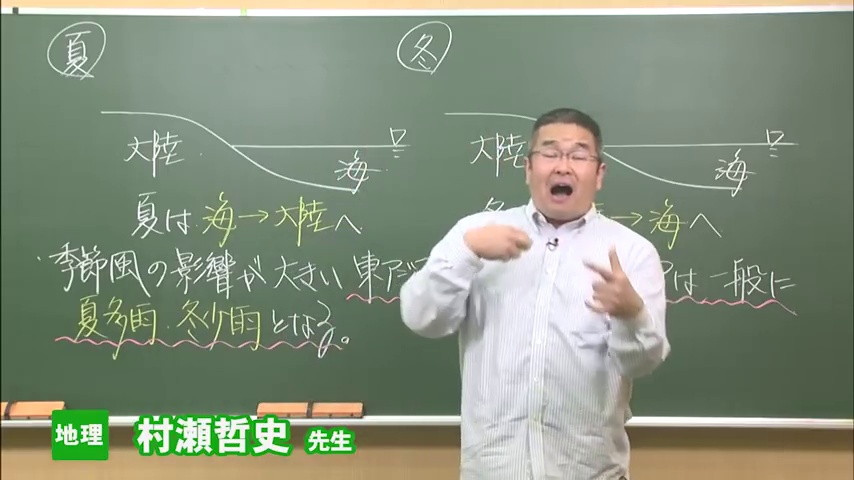 夏
冬
大陸
海
大陸
海
夏は海→大陸へ
→海へ
季節風の影響が大きい東アジ
は一般に
夏多雨、冬少雨となる。
地理 村瀬哲史 先生